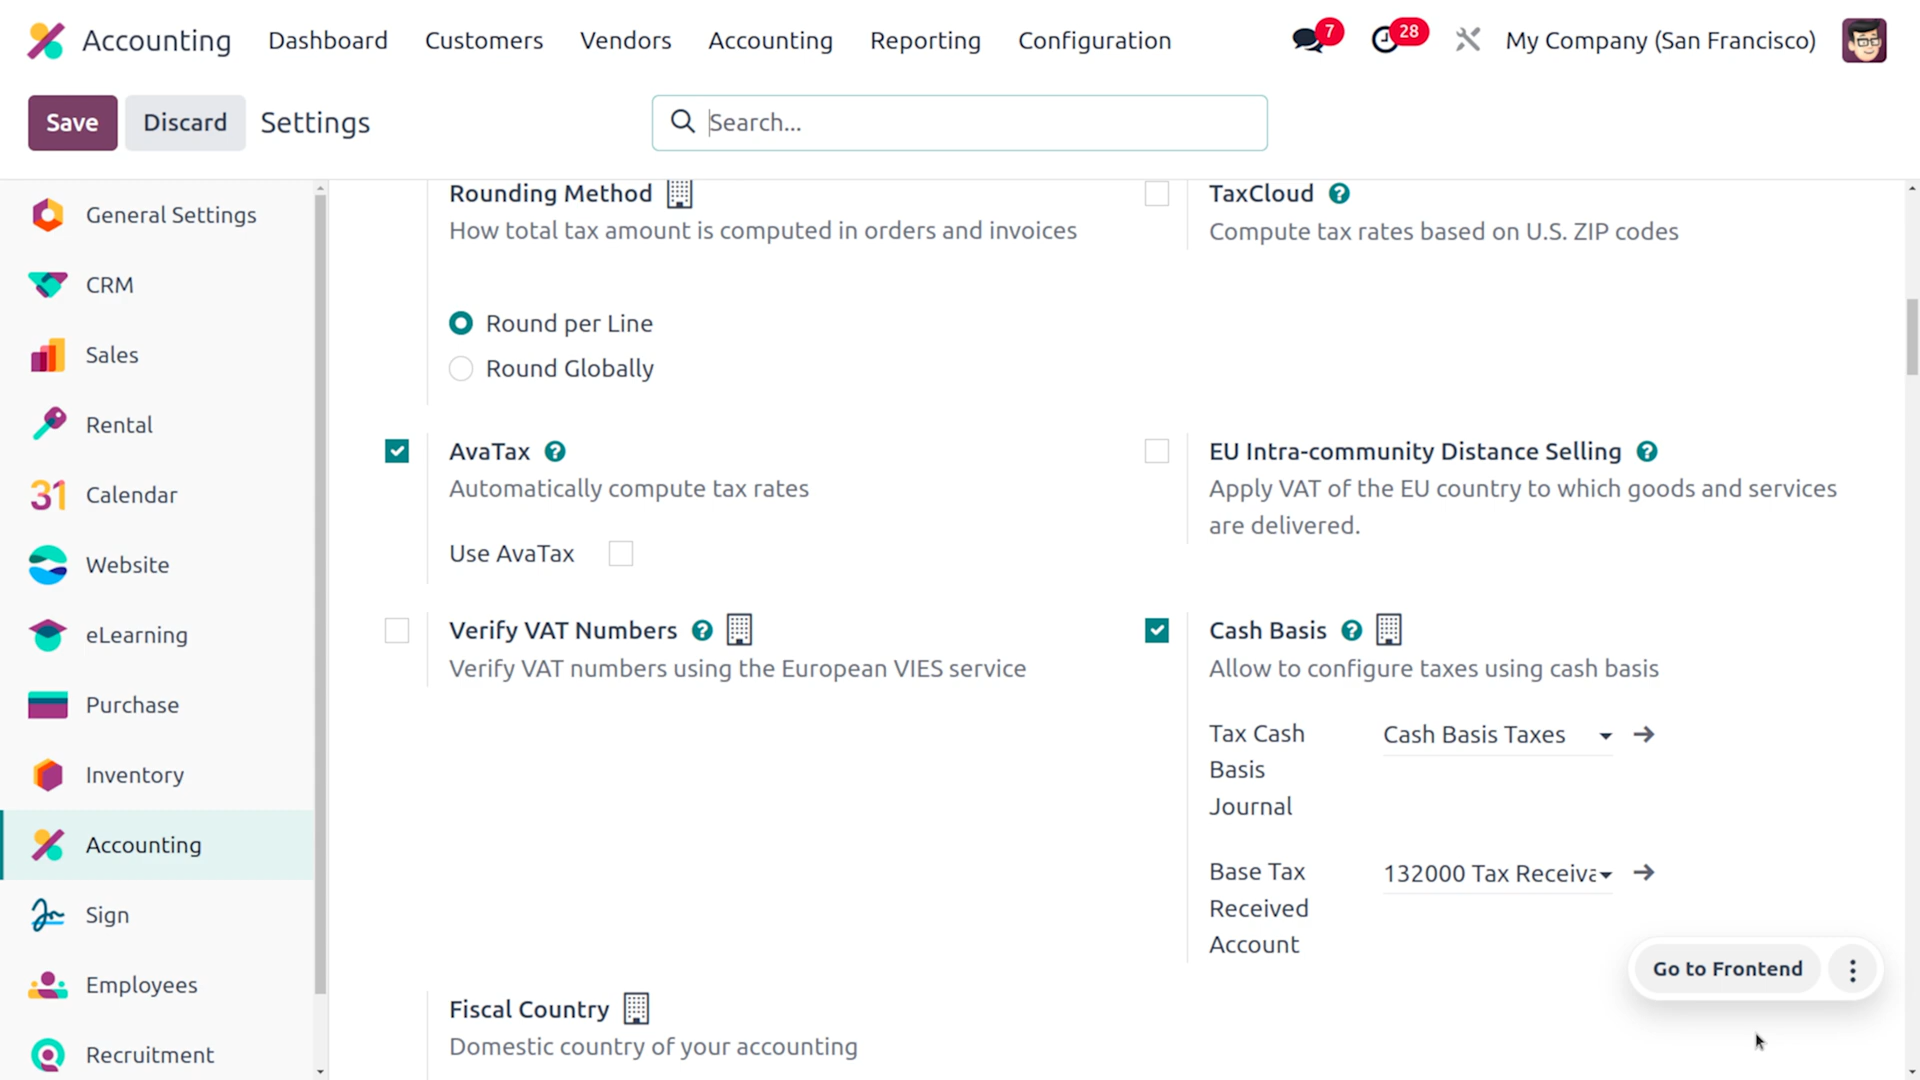 Accounting
Dashboard
Customers
Vendors
Accounting
Reporting
Configuration
7
28
My Company (San Francisco)
Save
Discard
Settings
Search...
General Settings
CRM
Sales
Rental
31 Calendar
Website
eLearning
Purchase
Inventory
Accounting
Sign
Employees
Recruitment
Rounding Method
How total tax amount is computed in orders and invoices
Round per Line
Round Globally
TaxCloud ?
Compute tax rates based on U.S. ZIP codes
AvaTax ?
Automatically compute tax rates
Use AvaTax
EU Intra-community Distance Selling ?
Apply VAT of the EU country to which goods and services
are delivered.
Verify VAT Numbers ?
Verify VAT numbers using the European VIES service
Cash Basis ?
Allow to configure taxes using cash basis
Tax Cash
Basis
Journal
Cash Basis Taxes
Base Tax
Received
Account
132000 Tax Receiva
Go to Frontend
Fiscal Country
Domestic country of your accounting